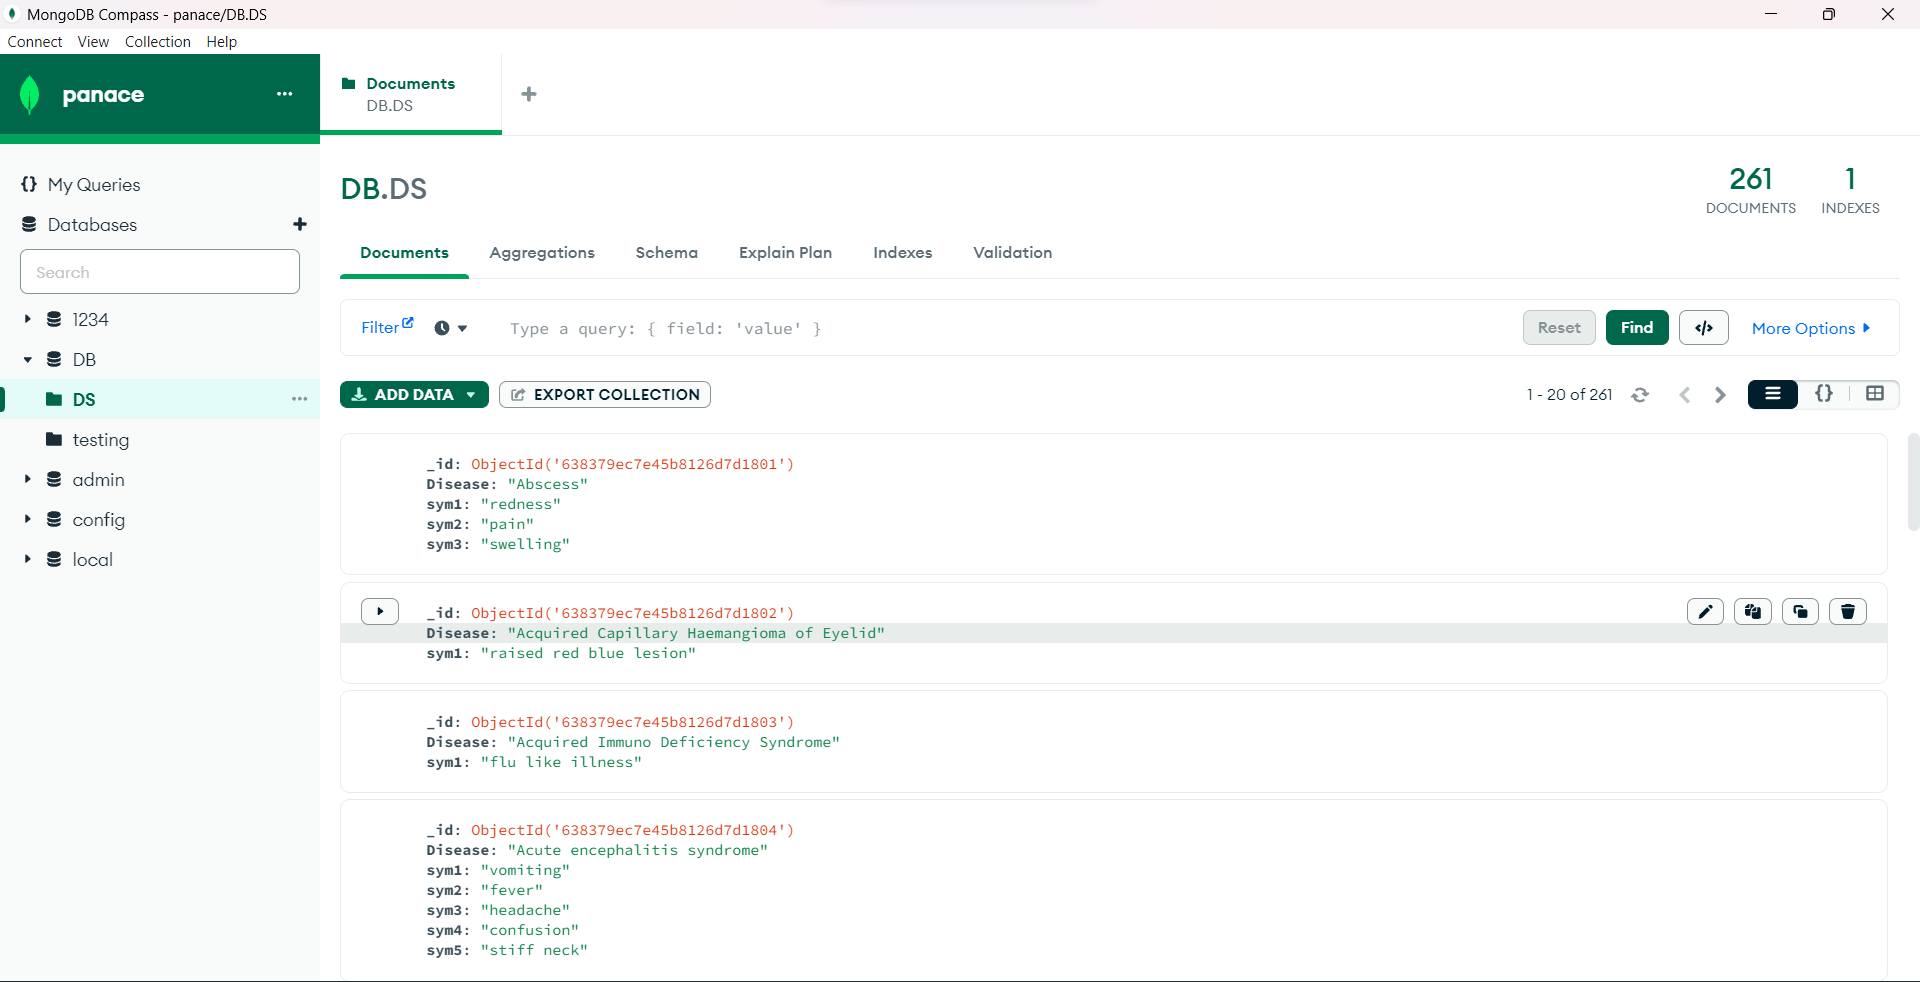 MongoDB Compass - panace/DB.DS
Connect View Collection Help
panace
Documents
DB.DS
My Queries
Databases
Search
1234
DB
DS
testing
admin
config
local
DB.DS
261
DOCUMENTS
1
INDEXES
Documents Aggregations Schema Explain Plan Indexes Validation
Filter Type a query: { field: 'value' } Reset Find </> More Options
ADD DATA EXPORT COLLECTION 1 - 20 of 261 {}
_id: ObjectId('638379ec7e45b8126d7d1801')
Disease: "Abscess"
sym1: "redness"
sym2: "pain"
sym3: "swelling"
_id: ObjectId('638379ec7e45b8126d7d1802')
Disease: "Acquired Capillary Haemangioma of Eyelid"
sym1: "raised red blue lesion"
_id: ObjectId('638379ec7e45b8126d7d1803')
Disease: "Acquired Immuno Deficiency Syndrome"
sym1: "flu like illness"
_id: ObjectId('638379ec7e45b8126d7d1804')
Disease: "Acute encephalitis syndrome"
sym1: "vomiting"
sym2: "fever"
sym3: "headache"
sym4: "confusion"
sym5: "stiff neck"